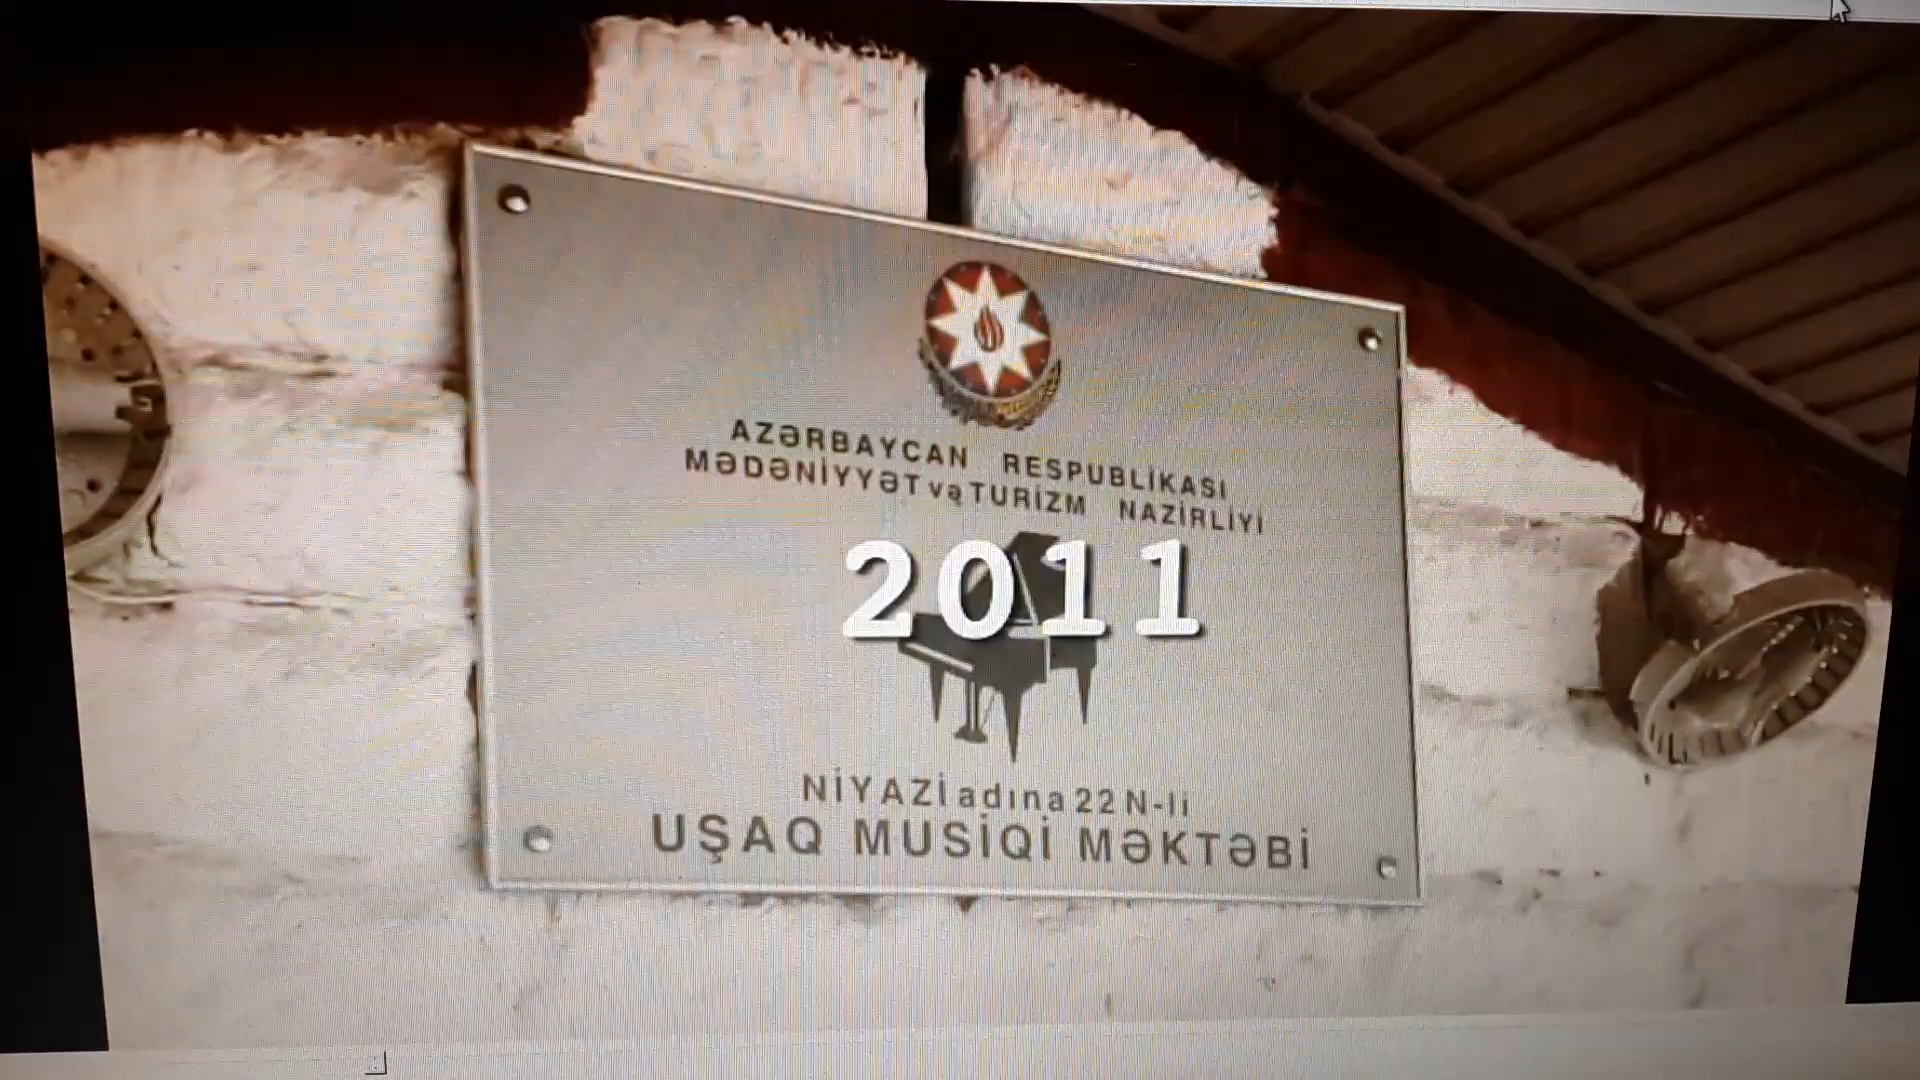 AZƏRBAYCAN RESPUBLİKASI
MƏDƏNİYYƏT və TURİZM NAZİRLİYİ
2011
NİYAZİ adına 22 N-li
UŞAQ MUSİQİ MƏKTƏBİ